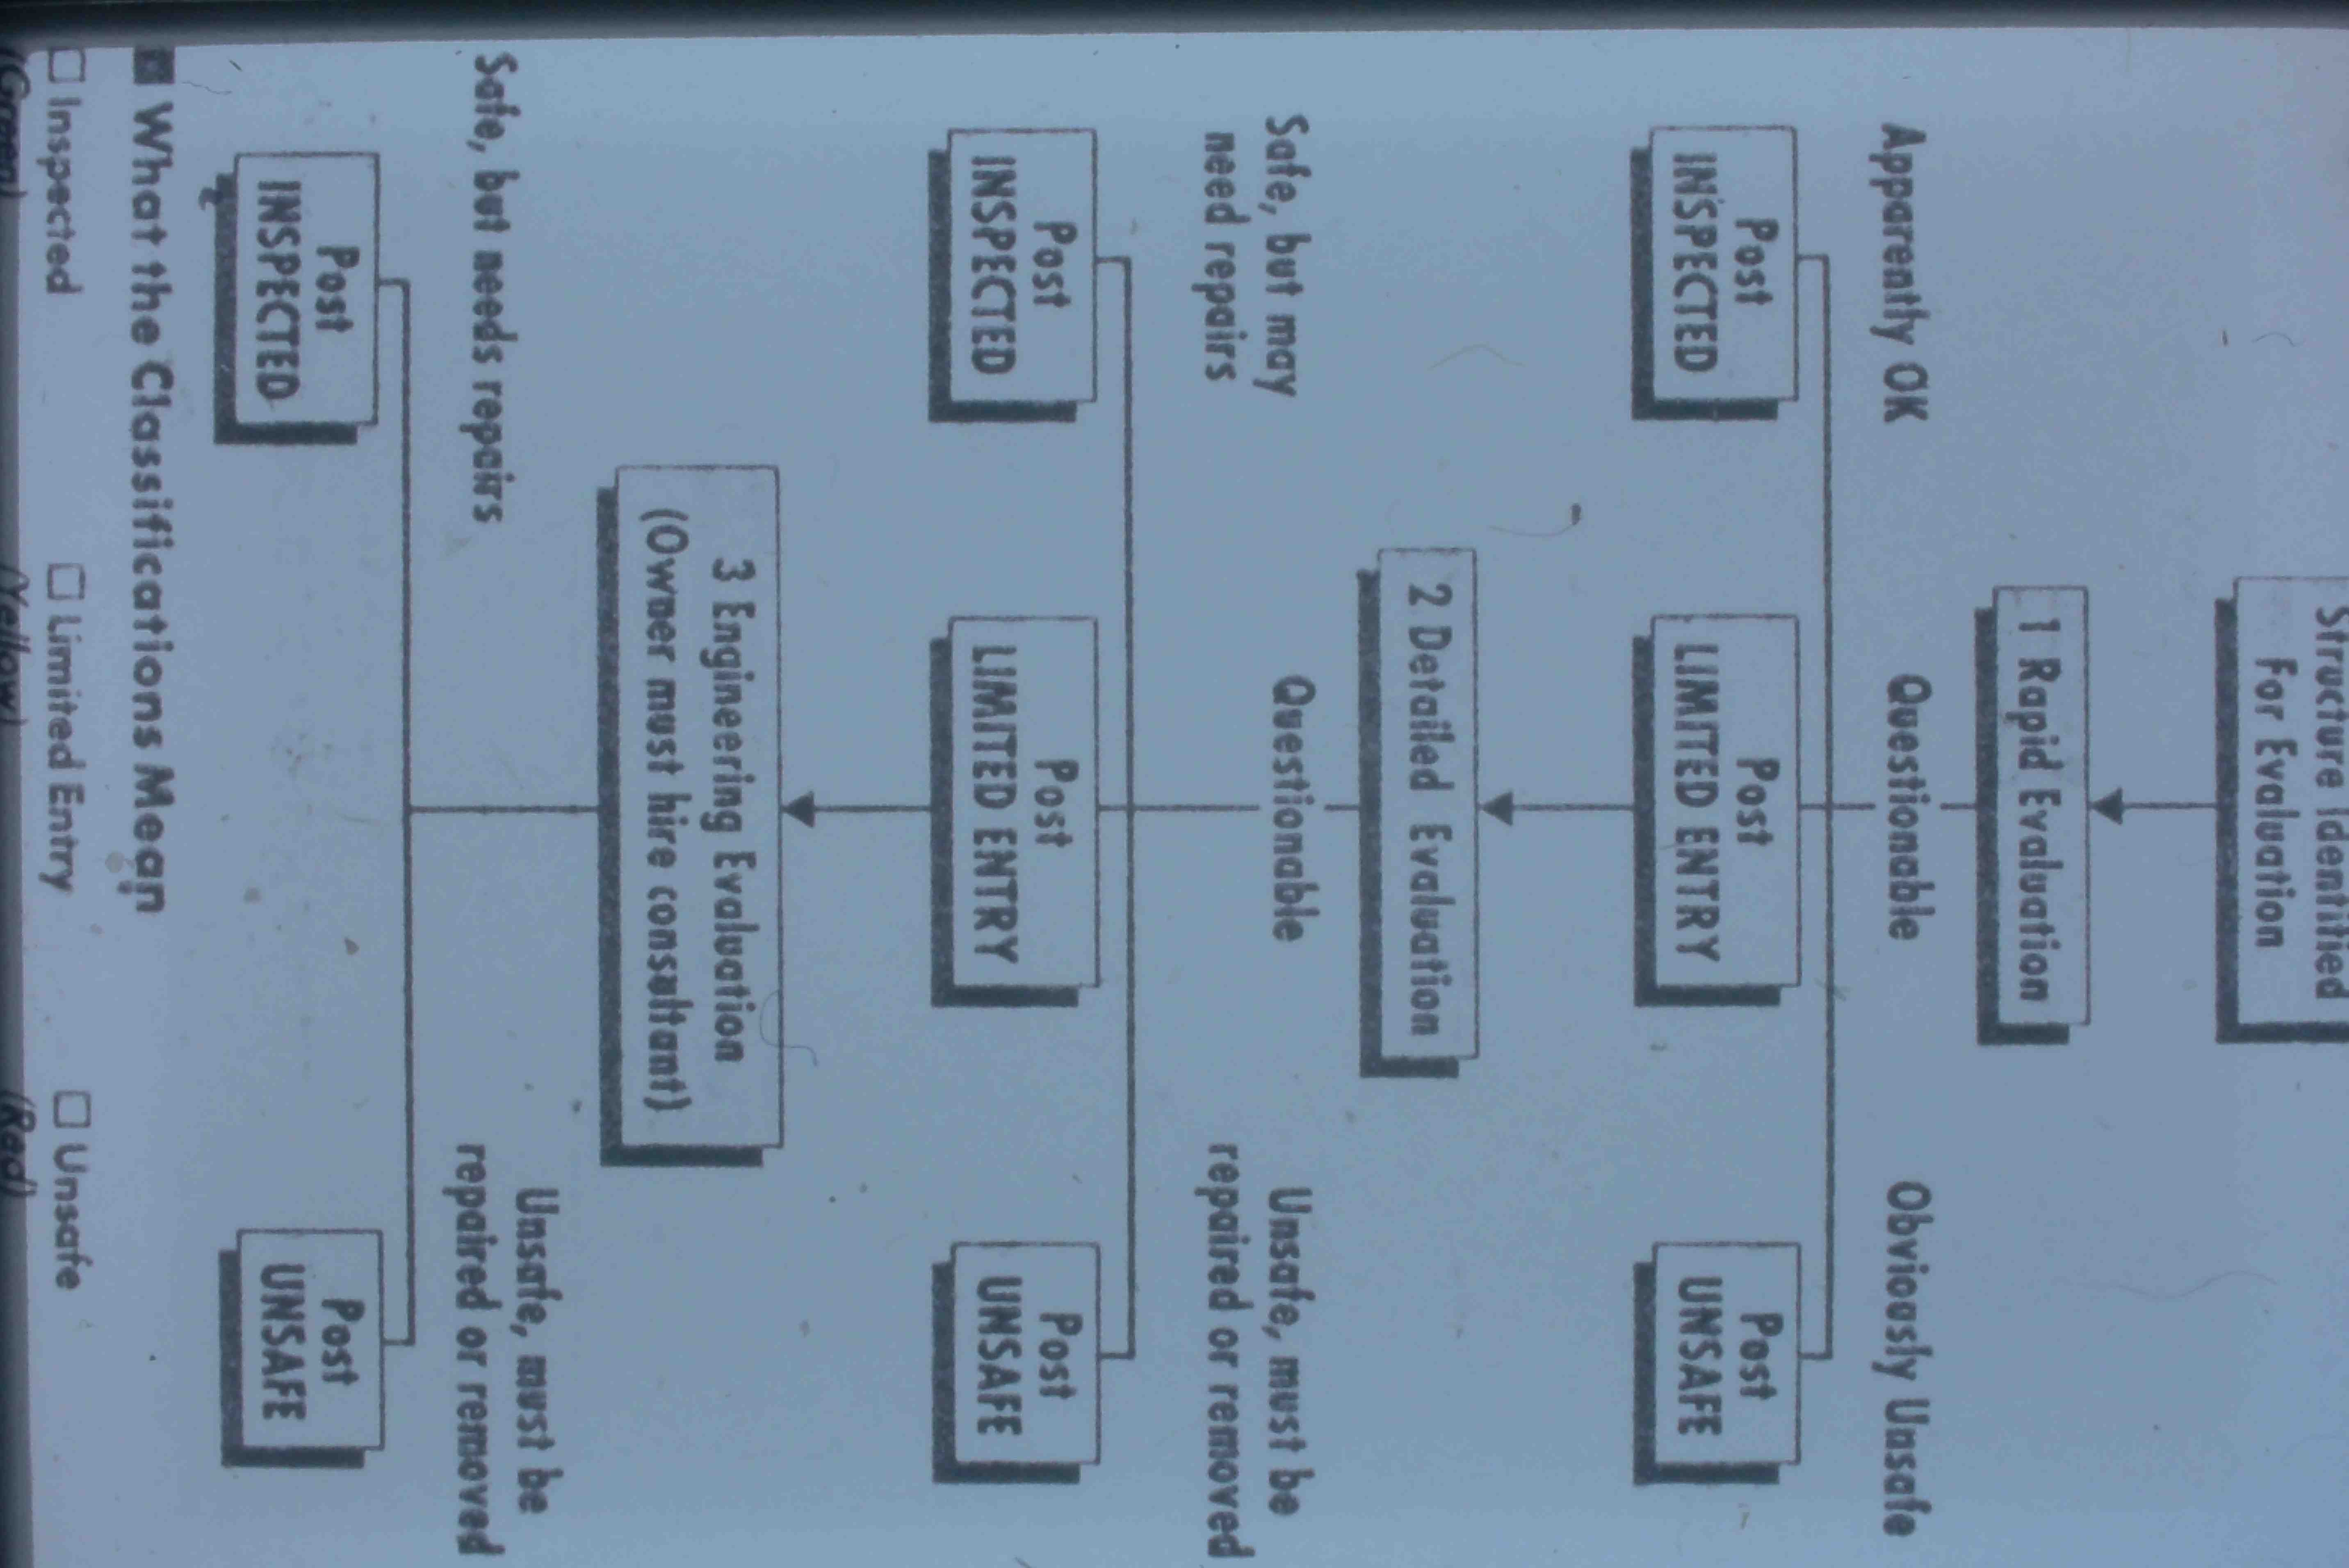 Structure Identified
For Evaluation
1 Rapid Evaluation
Apparently OK
Questionable
Obviously Unsafe
Post
INSPECTED
Post
LIMITED ENTRY
Post
UNSAFE
2 Detailed Evaluation
Safe, but may
need repairs
Questionable
Unsafe, must be
repaired or removed
Post
INSPECTED
Post
LIMITED ENTRY
Post
UNSAFE
3 Engineering Evaluation
(Owner must hire consultant)
Safe, but needs repairs
Unsafe, must be
repaired or removed
Post
INSPECTED
Post
UNSAFE
What the Classifications Mean
Inspected
(Green)
Limited Entry
(Yellow)
Unsafe
(Red)